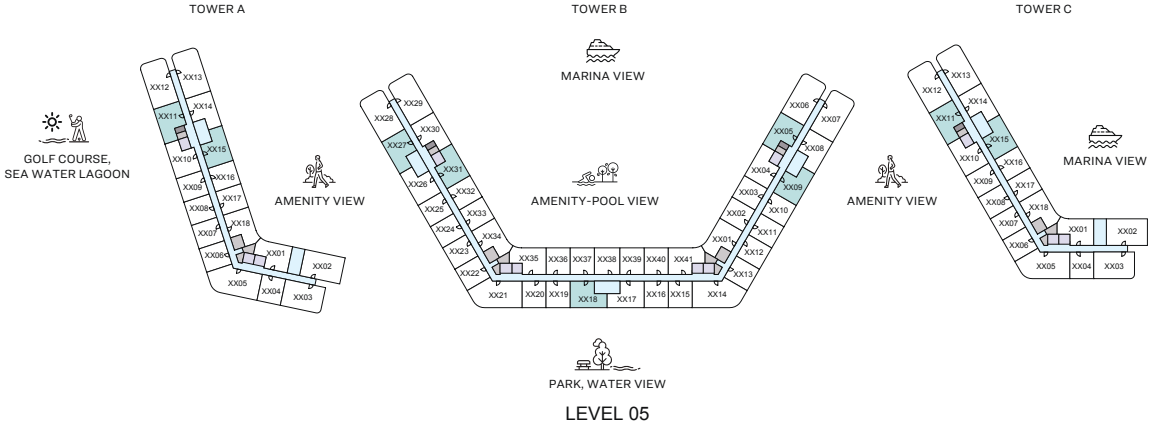 TOWER A
TOWER B
TOWER C
MARINA VIEW
GOLF COURSE,
SEA WATER LAGOON
AMENITY VIEW
AMENITY-POOL VIEW
AMENITY VIEW
MARINA VIEW
XX12
XX13
XX11
XX14
XX15
XX10
XX16
XX09
XX17
XX08
XX18
XX07
XX06
XX01
XX02
XX05
XX04
XX03
XX29
XX28
XX30
XX27
XX31
XX26
XX32
XX25
XX33
XX24
XX34
XX23
XX22
XX21
XX35
XX36
XX37
XX38
XX39
XX40
XX41
XX20
XX19
XX18
XX17
XX16
XX15
XX14
XX06
XX07
XX05
XX08
XX04
XX09
XX03
XX10
XX02
XX11
XX01
XX12
XX13
XX13
XX12
XX14
XX11
XX15
XX10
XX16
XX09
XX17
XX08
XX18
XX07
XX06
XX01
XX02
XX05
XX04
XX03
PARK, WATER VIEW
LEVEL 05